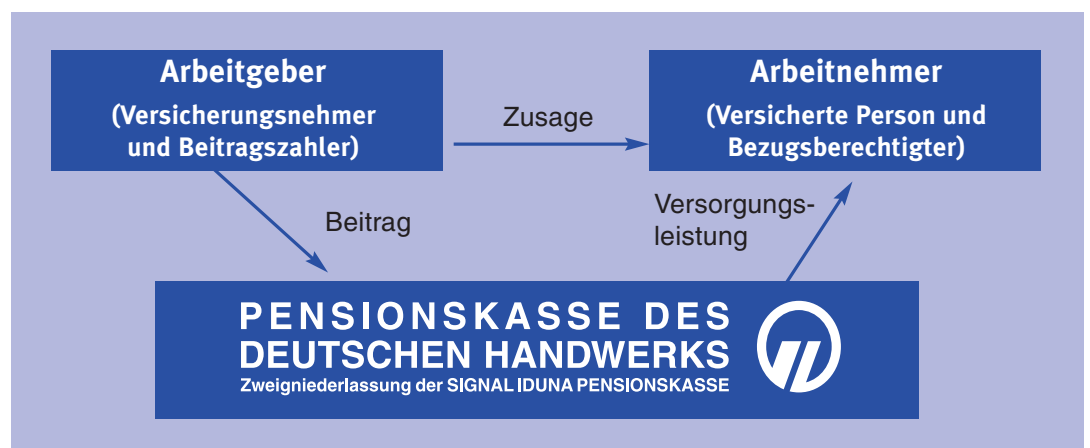 Arbeitgeber
(Versicherungsnehmer
und Beitragszahler)
Zusage
Arbeitnehmer
(Versicherte Person und
Bezugsberechtigter)
Beitrag
Versorgungs-
leistung
PENSIONSKASSE DES
DEUTSCHEN HANDWERKS
Zweigniederlassung der SIGNAL IDUNA PENSIONSKASSE